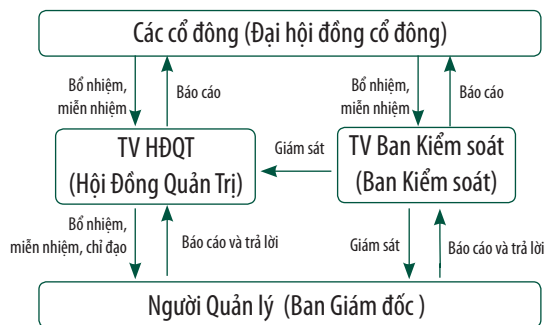 Các cổ đông (Đại hội đồng cổ đông)
Bổ nhiệm,
miễn nhiệm
Báo cáo
Bổ nhiệm,
miễn nhiệm
Báo cáo
TV HĐQT
(Hội Đồng Quản Trị)
Giám sát
TV Ban Kiểm soát
(Ban Kiểm soát)
Bổ nhiệm,
miễn nhiệm, chỉ đạo
Báo cáo và trả lời
Giám sát
Báo cáo và trả lời
Người Quản lý (Ban Giám đốc )